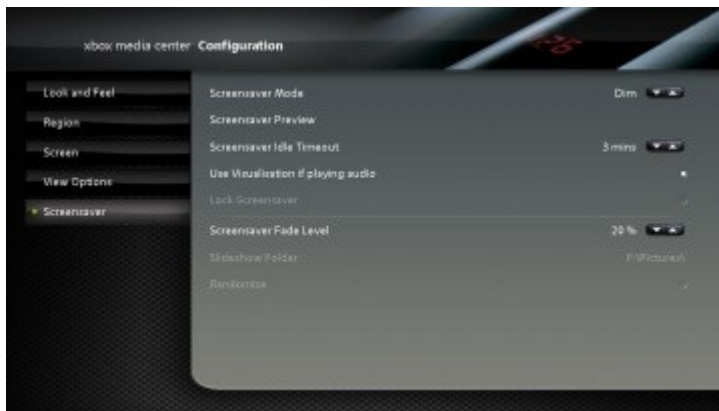 xbox media center Configuration
Look and Feel
Region
Screen
View Options
Screensaver
Screensaver Mode Dim
Screensaver Preview
Screensaver Idle Timeout 3 mins
Use Visualisation if playing audio
Lock Screensaver
Screensaver Fade Level 20 %
Slideshow Folder F:\Pictures\
Randomize